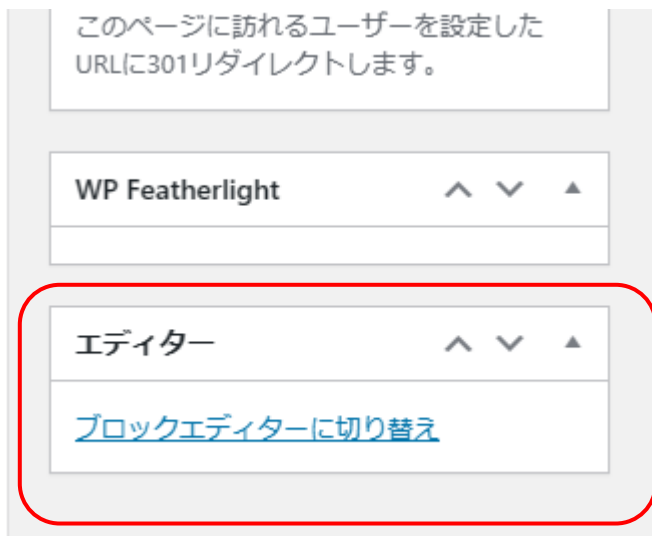 このページに訪れるユーザーを設定した
URLに301リダイレクトします。
WP Featherlight
エディター
ブロックエディターに切り替え